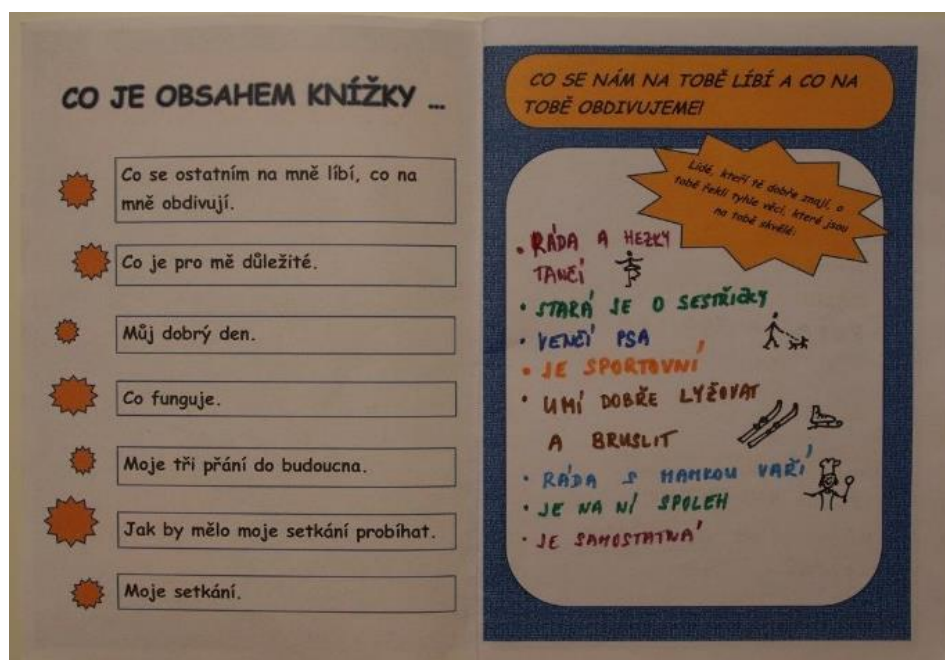 CO JE OBSAHEM KNÍŽKY ...
Co se ostatním na mně líbí, co na
mně obdivují.
Co je pro mě důležité.
Můj dobrý den.
Co funguje.
Moje tři přání do budoucna.
Jak by mělo moje setkání probíhat.
Moje setkání.
CO SE NÁM NA TOBĚ LÍBÍ A CO NA
TOBĚ OBDIVUJEME!
Lidé, kteří tě dobře znají, o
tobě řekli tyhle věci, které jsou
na tobě skvělé:
• RÁDA A HEZKY
TANČÍ
• STARÁ SE O SESTŘIČKY
• VENČÍ PSA
• JE SPORTOVNÍ
• UMÍ DOBŘE LYŽOVAT
A BRUSLIT
• RÁDA S MAMKOU VAŘÍ
• JE NA NÍ SPOLEH
• JE SAMOSTATNÁ